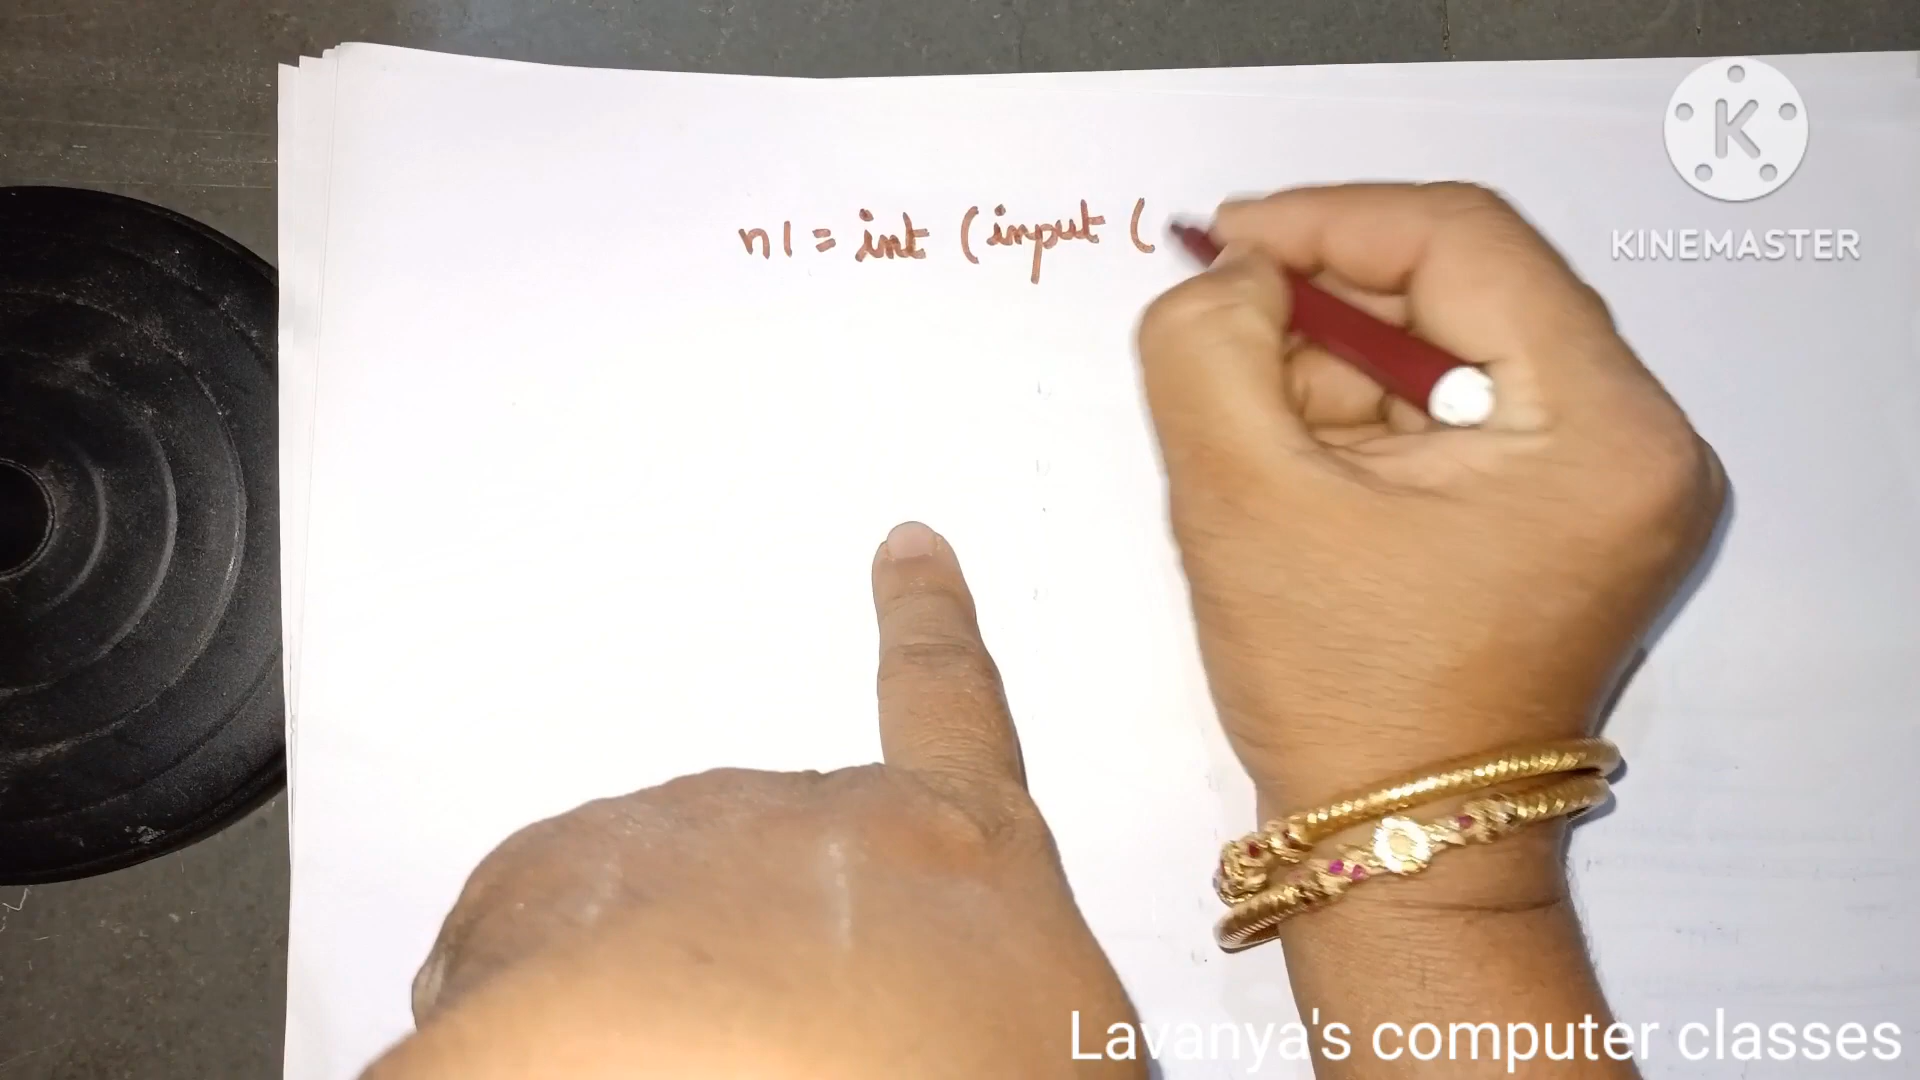 n1 = int (input (
K
KINEMASTER
Lavanya's computer classes